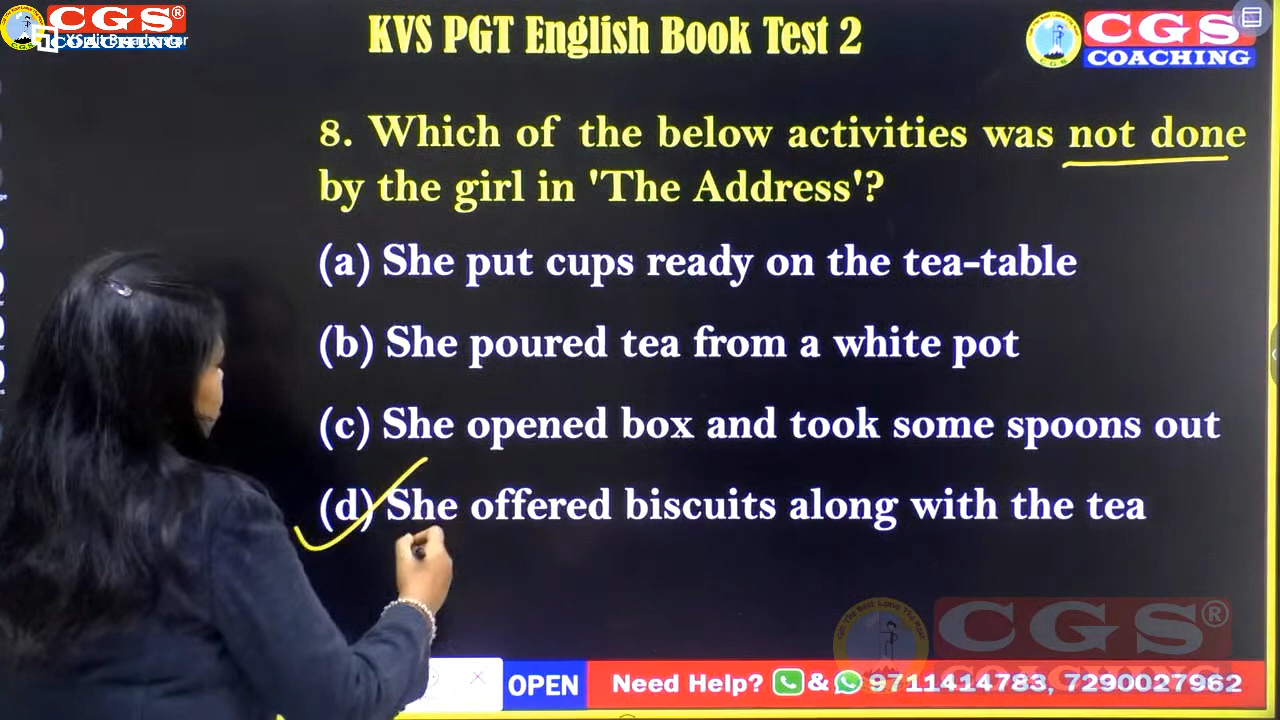 CGS®
COACHING
KVS PGT English Book Test 2
CGS
COACHING
8. Which of the below activities was not done
by the girl in 'The Address'?
(a) She put cups ready on the tea-table
(b) She poured tea from a white pot
(c) She opened box and took some spoons out
(d) She offered biscuits along with the tea
CGS®
COACHING
OPEN
Need Help? & 9711414783, 7290027962